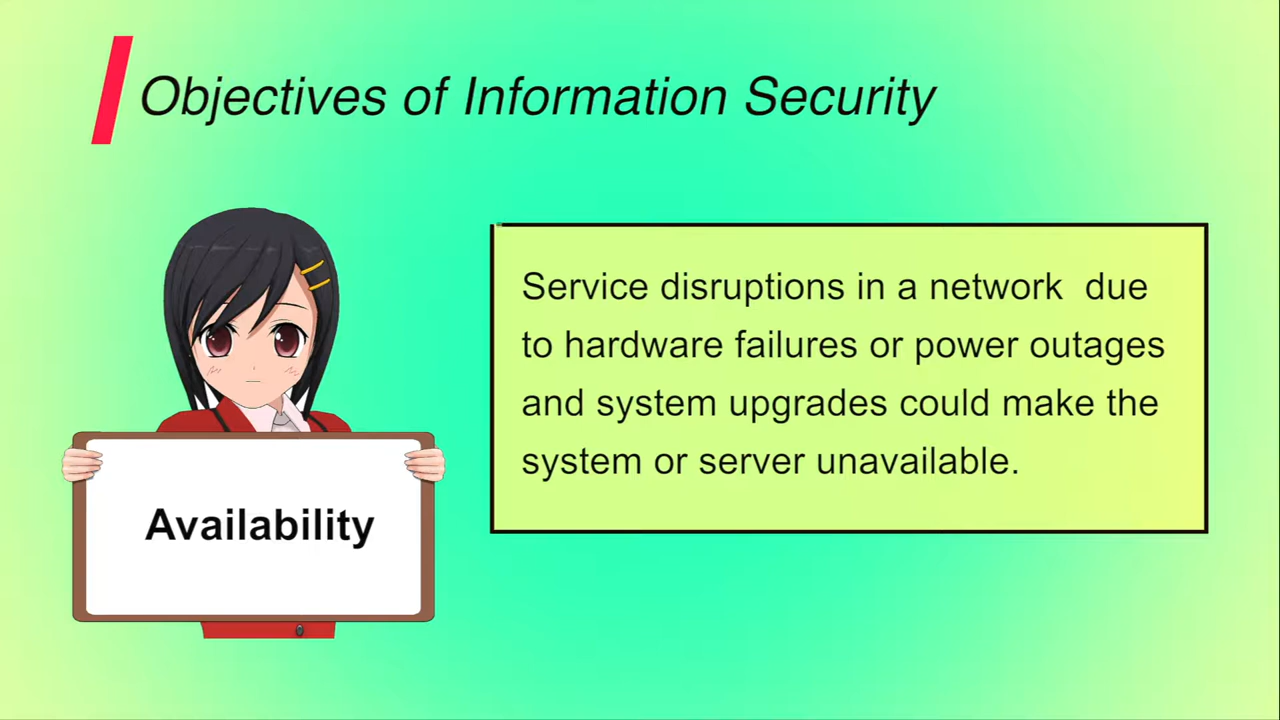 Objectives of Information Security
Service disruptions in a network  due
to hardware failures or power outages
and system upgrades could make the
system or server unavailable.
Availability